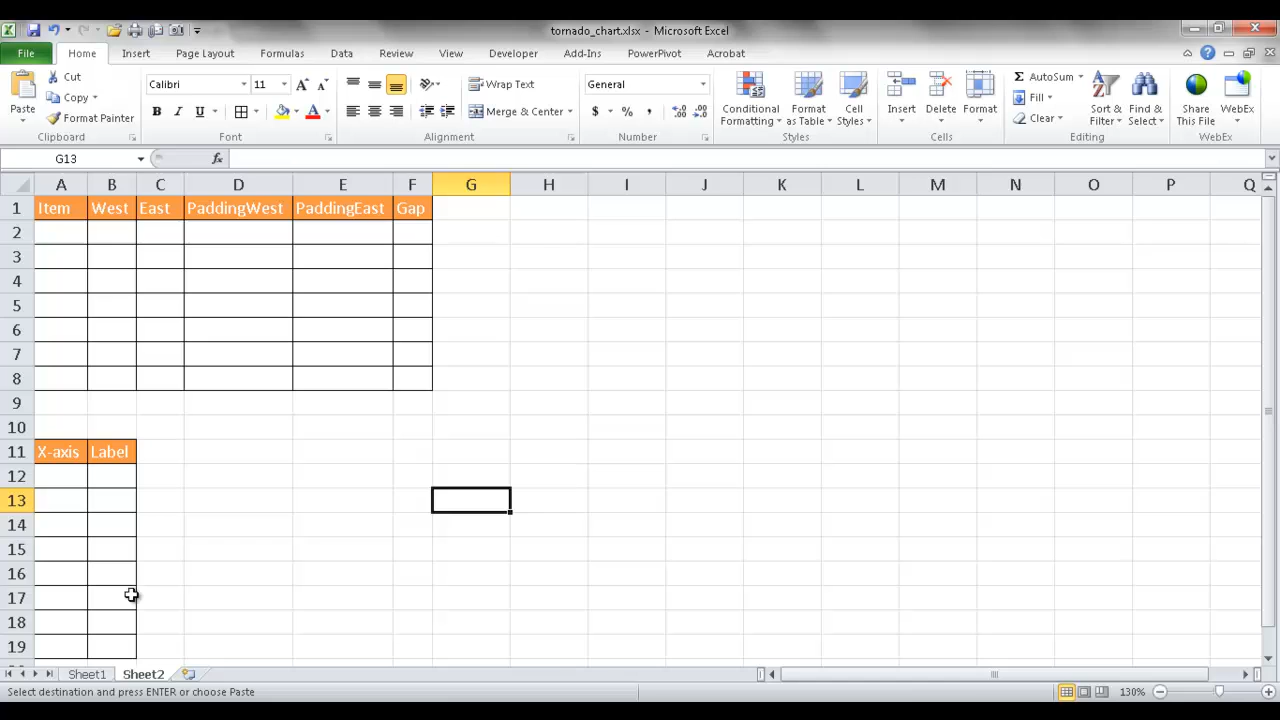 tornado_chart.xlsx - Microsoft Excel
File Home Insert Page Layout Formulas Data Review View Developer Add-Ins PowerPivot Acrobat
Paste
Cut
Copy
Format Painter
Clipboard
Calibri 11
B I U
Font
Wrap Text
Merge & Center
Alignment
General
$ % ,
Number
Conditional Formatting
Format as Table
Cell Styles
Styles
Insert Delete Format
Cells
AutoSum
Fill
Clear
Sort & Filter
Find & Select
Editing
Share This File
WebEx
WebEx
G13 fx
A B C D E F G H I J K L M N O P Q
1 Item West East PaddingWest PaddingEast Gap
2
3
4
5
6
7
8
9
10
11 X-axis Label
12
13
14
15
16
17
18
19
Sheet1 Sheet2
Select destination and press ENTER or choose Paste 130%